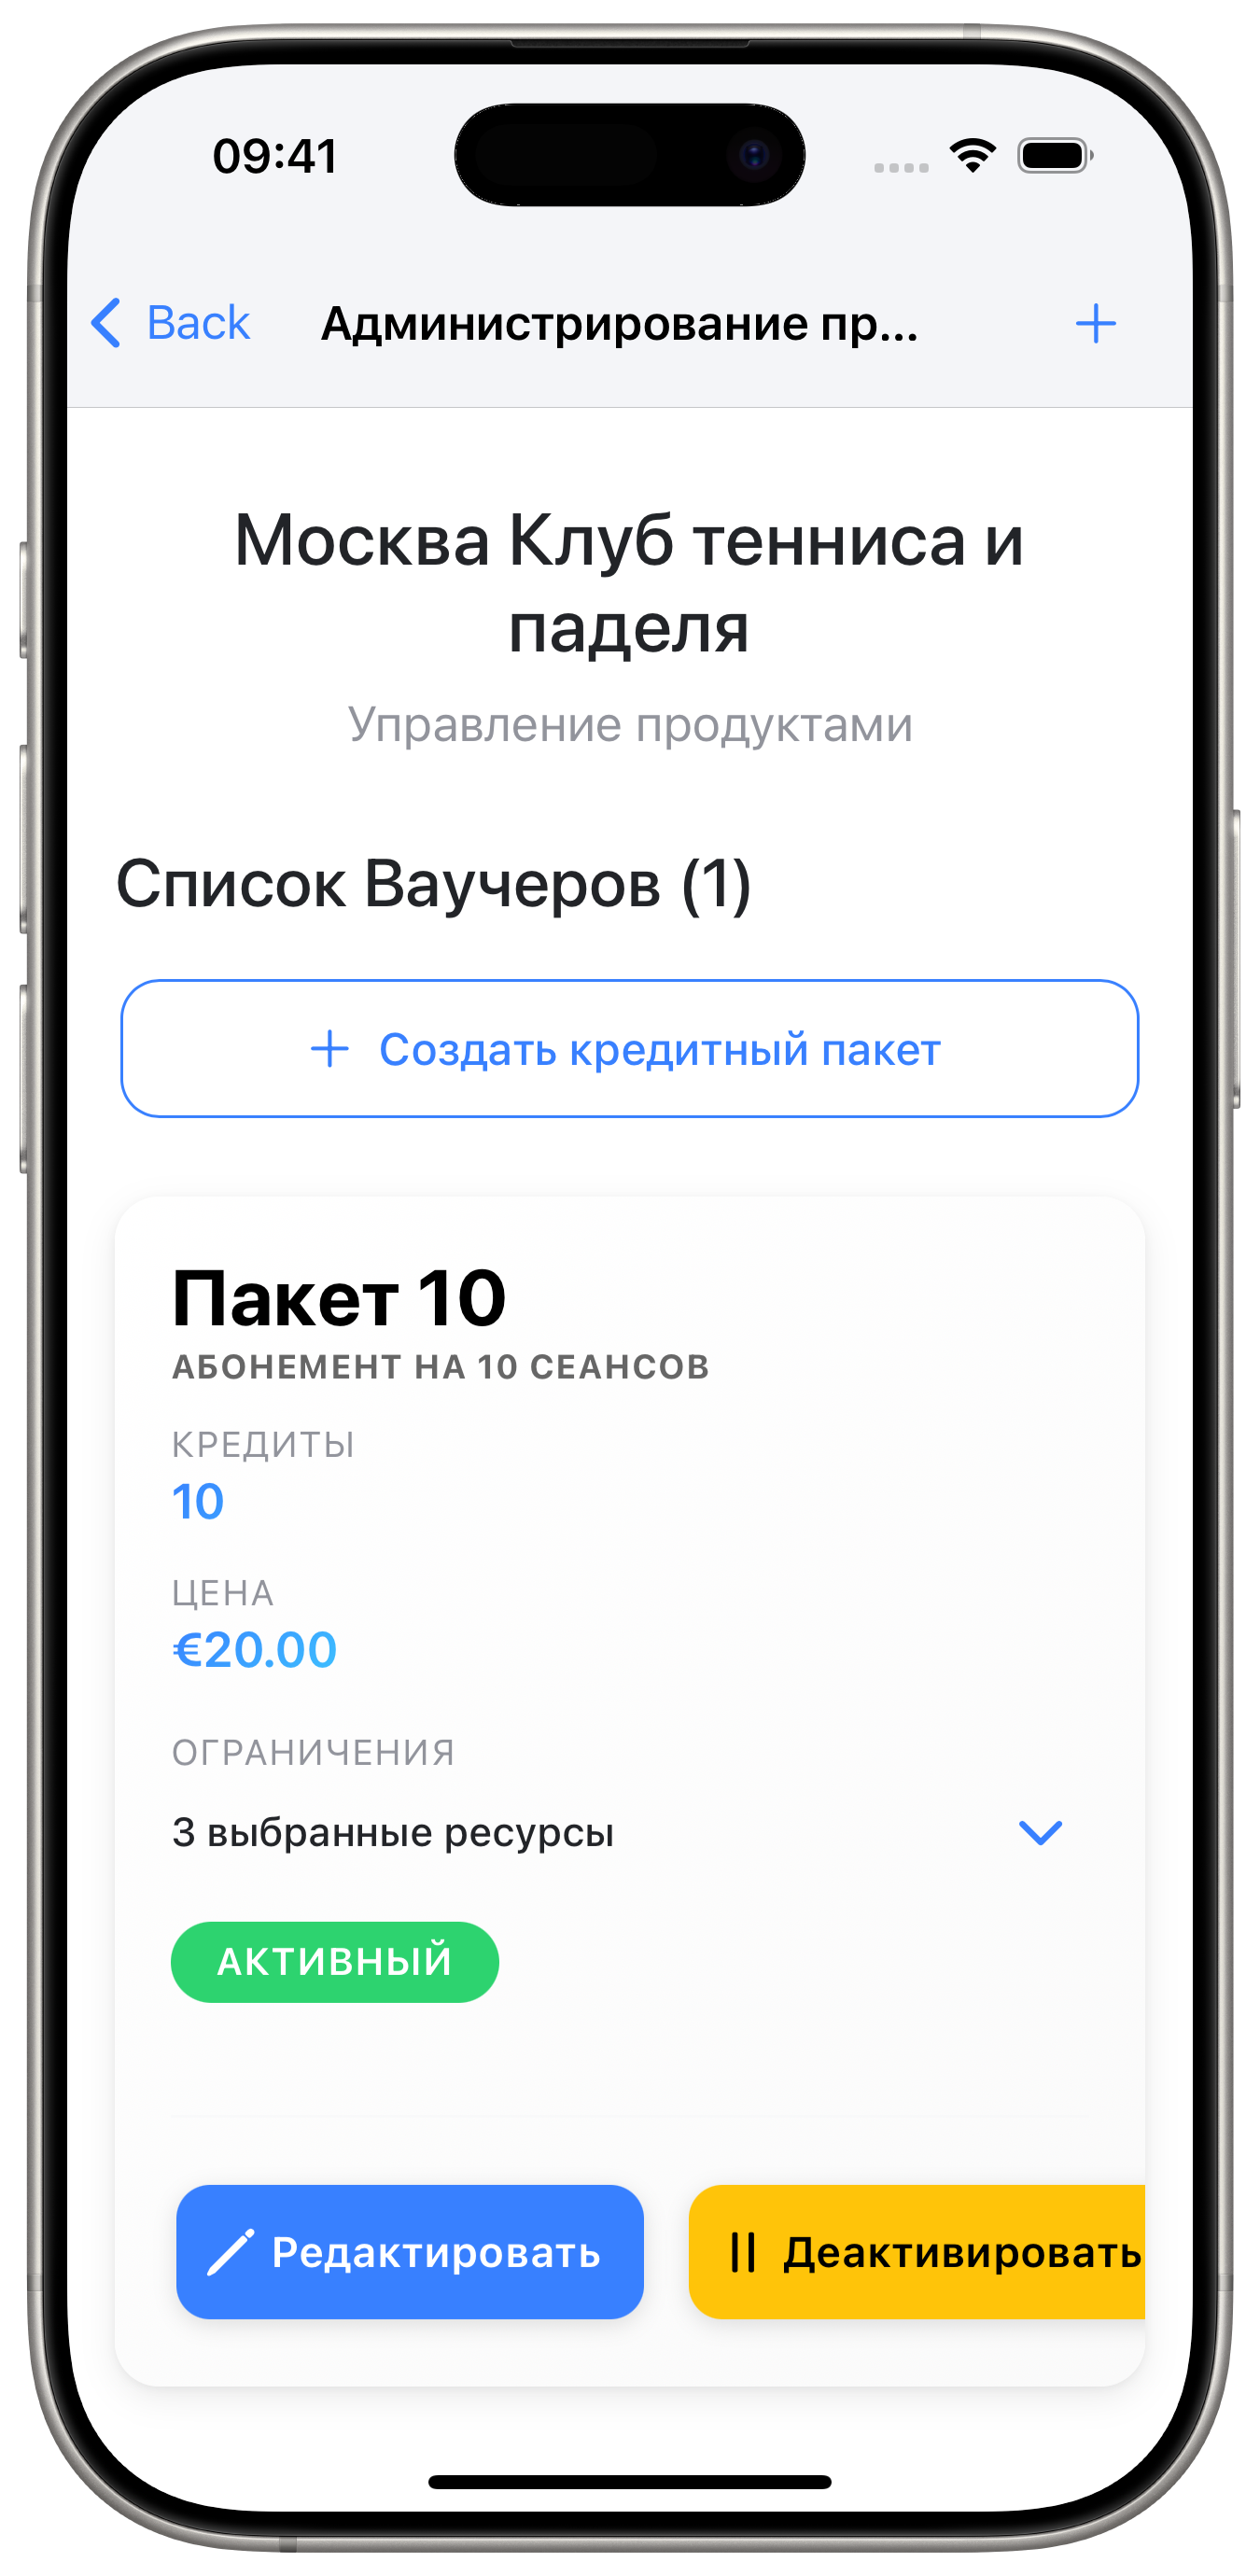 09:41
Back
Администрирование пр...
Москва Клуб тенниса и
паделя
Управление продуктами
Список Ваучеров (1)
Создать кредитный пакет
Пакет 10
АБОНЕМЕНТ НА 10 СЕАНСОВ
КРЕДИТЫ
10
ЦЕНА
€20.00
ОГРАНИЧЕНИЯ
3 выбранные ресурсы
АКТИВНЫЙ
Редактировать
Деактивировать